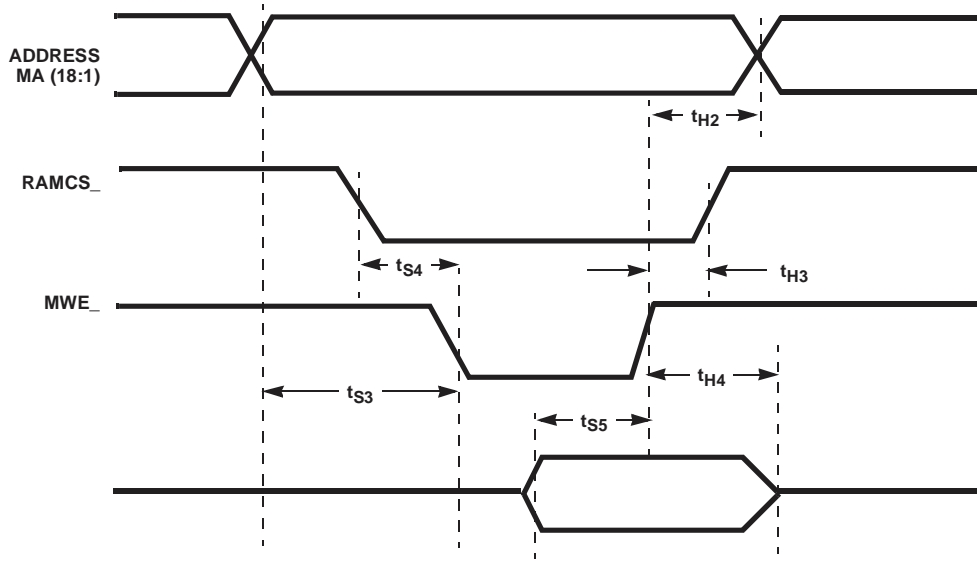 ADDRESS
MA (18:1)
tH2
RAMCS_
tS4
tH3
MWE_
tS3
tH4
tS5